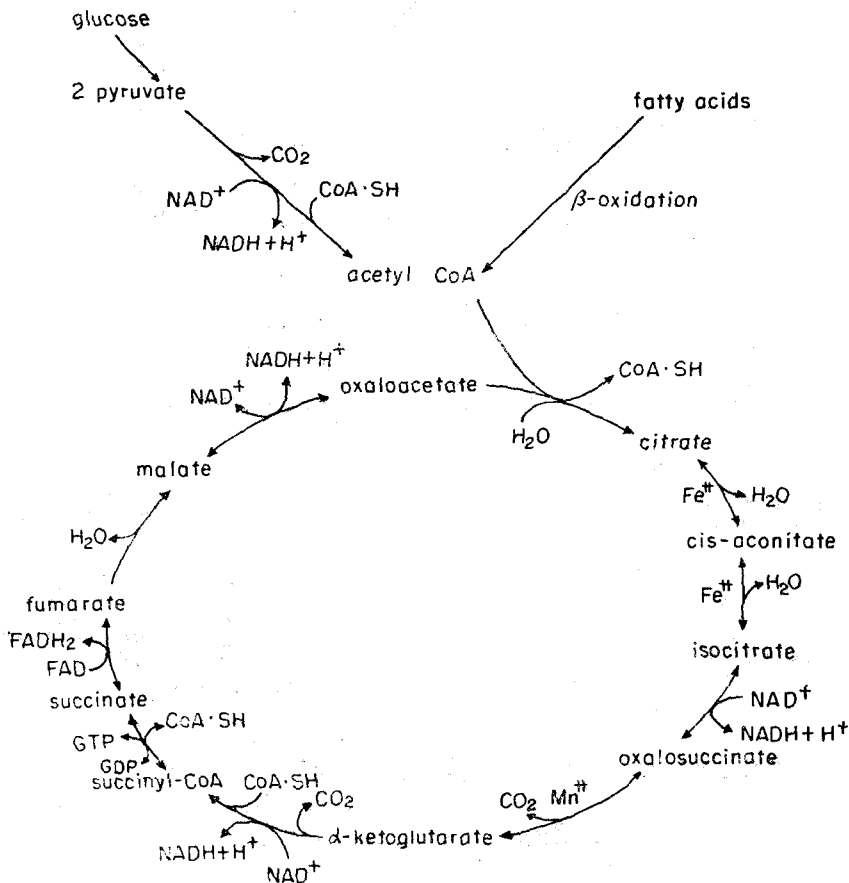 glucose
2 pyruvate
fatty acids
CO₂
NAD⁺
CoA·SH
NADH+H⁺
β-oxidation
acetyl CoA
NADH+H⁺
NAD⁺
oxaloacetate
CoA·SH
H₂O
citrate
malate
Fe⁺⁺
H₂O
H₂O
cis-aconitate
Fe⁺⁺
H₂O
fumarate
isocitrate
FADH₂
FAD
succinate
NAD⁺
CoA·SH
GTP
NADH+H⁺
GDP
oxalosuccinate
succinyl-CoA
CoA·SH
CO₂
CO₂
Mn⁺⁺
α-ketoglutarate
NADH+H⁺
NAD⁺